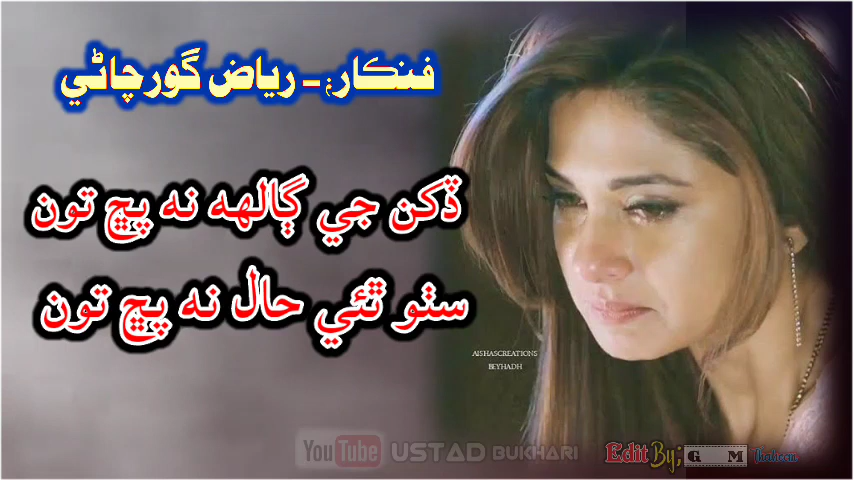 فنڪار:- رياض گورچاڻي
ڏکن جي ڳالهه نه پڇ تون
سٺو ٿئي حال نه پڇ تون
AISHASCREATIONS
BEYHADH
YouTube USTAD BUKHARI
Edit By; G M